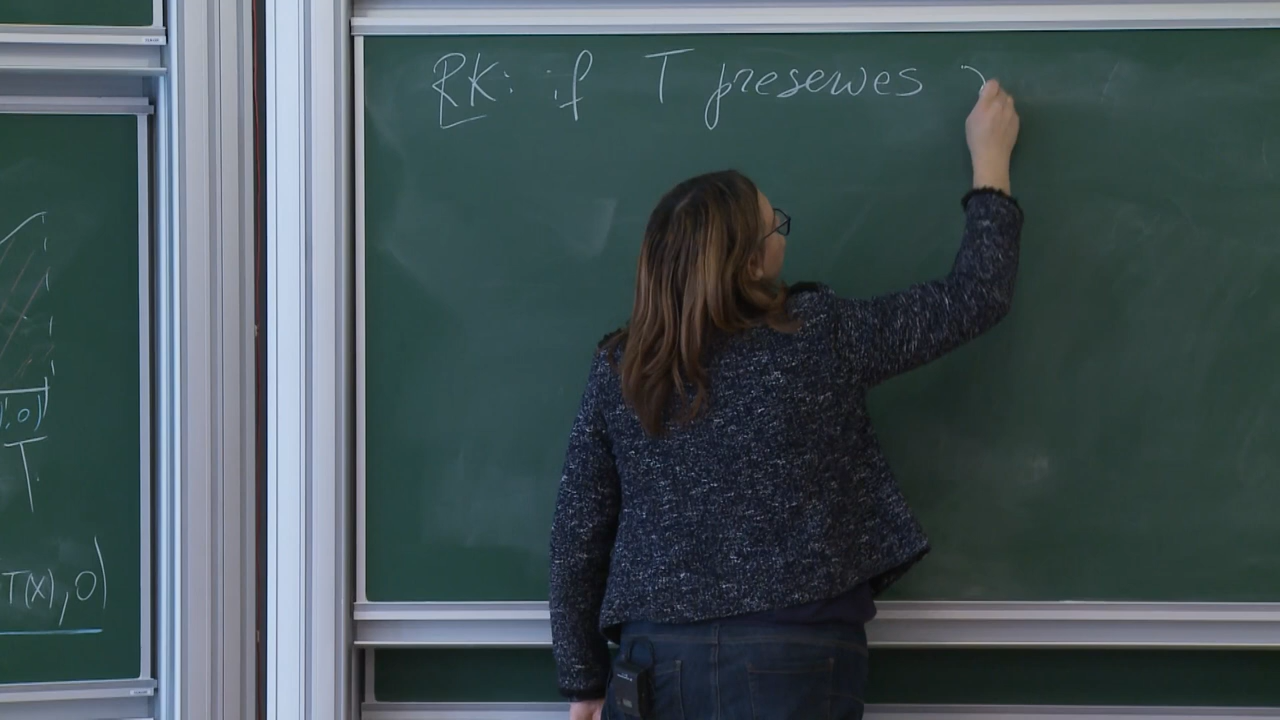 RK: if T preserves
, 0)
T
T(x), 0)